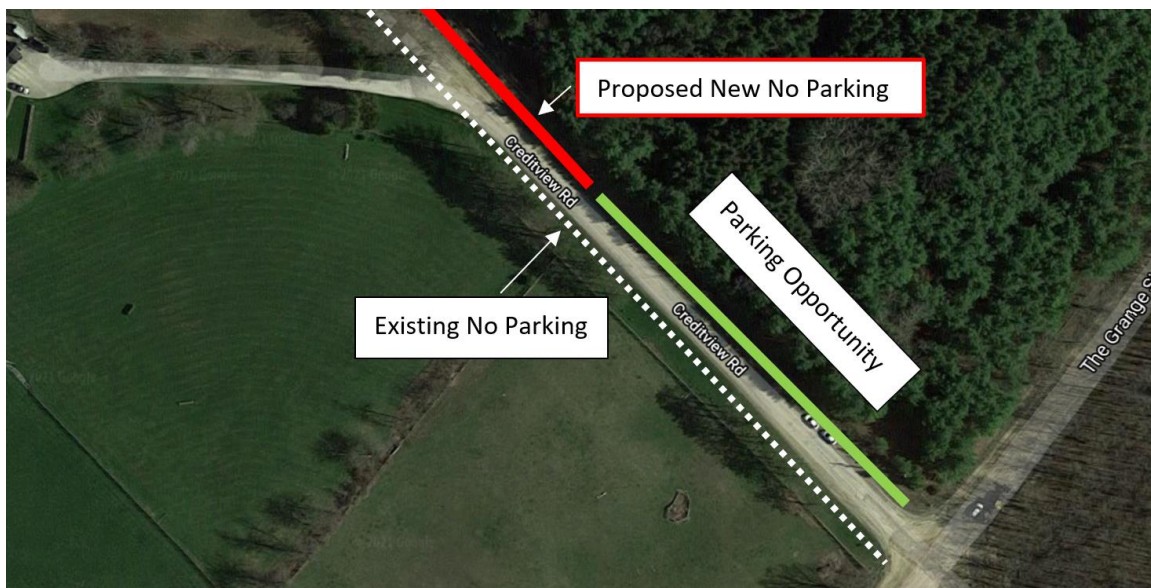 Proposed New No Parking
Creditview Rd
Existing No Parking
Parking Opportunity
Creditview Rd
The Grange